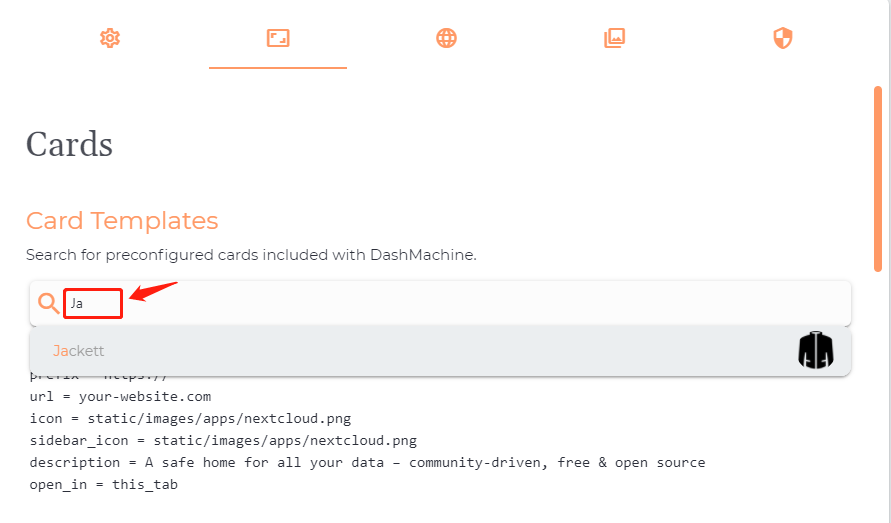 Cards
Card Templates
Search for preconfigured cards included with DashMachine.
Ja
Jackett
prefix = https://
url = your-website.com
icon = static/images/apps/nextcloud.png
sidebar_icon = static/images/apps/nextcloud.png
description = A safe home for all your data – community-driven, free & open source
open_in = this_tab